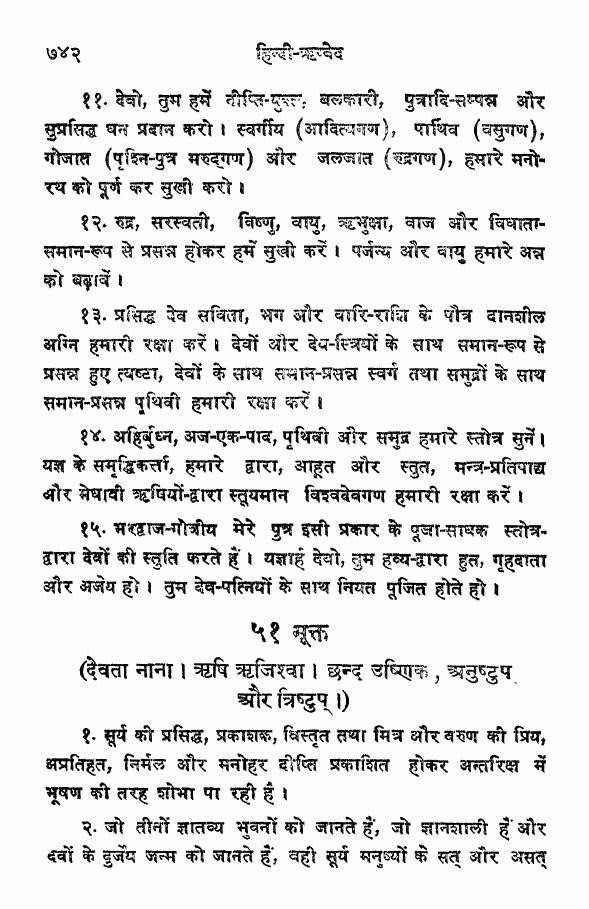 ७४२ हिन्दी-ऋग्वेद
११. देवो, तुम हमें दीप्ति-युक्त, बलकारी, पुत्रादि-सम्पन्न और
सुप्रसिद्ध धन प्रदान करो। स्वर्गीय (आदित्यगण), पार्थिव (वसुगण),
गोजात (पृश्नि-पुत्र मरुद्गण) और जलजात (रुद्रगण), हमारे मनो-
रथ को पूर्ण कर सुखी करो।
१२. रुद्र, सरस्वती, विष्णु, वायु, ऋभुक्षा, वाज और विधाता-
समान-रूप से प्रसन्न होकर हमें सुखी करें। पर्जन्य और वायु हमारे अन्न
को बढ़ावें।
१३. प्रसिद्ध देव सविता, भग और वारि-राशि के पौत्र दानशील
अग्नि हमारी रक्षा करें। देवों और देव-स्त्रियों के साथ समान-रूप से
प्रसन्न हुए त्वष्टा, देवों के साथ समान-प्रसन्न स्वर्ग तथा समुद्रों के साथ
समान-प्रसन्न पृथिवी हमारी रक्षा करें।
१४. अहिर्बुध्न, अज-एक-पाद, पृथिवी और समुद्र हमारे स्तोत्र सुनें।
यज्ञ के समृद्धिकर्त्ता, हमारे द्वारा, आहूत और स्तुत, मन्त्र-प्रतिपाद्य
और मेधावी ऋषियों-द्वारा स्तूयमान विश्वदेवगण हमारी रक्षा करें।
१५. भरद्वाज-गोत्रीय मेरे पुत्र इसी प्रकार के पूजा-साधक स्तोत्र-
द्वारा देवों की स्तुति करते हैं। यज्ञार्ह देवो, तुम हव्य-द्वारा हुत, गृहदाता
और अजेय हो। तुम देव-पत्नियों के साथ नियत पूजित होते हो।
५१ सूक्त
(देवता नाना। ऋषि ऋजिश्वा। छन्द उष्णिक, अनुष्टुप्
और त्रिष्टुप्।)
१. सूर्य की प्रसिद्ध, प्रकाशक, विस्तृत तथा मित्र और वरुण की प्रिय,
अप्रतिहत, निर्मल और मनोहर दीप्ति प्रकाशित होकर अन्तरिक्ष में
भूषण की तरह शोभा पा रही है।
२. जो तीनों ज्ञातव्य भुवनों को जानते हैं, जो ज्ञानशाली हैं और
देवों के दुर्जेय जन्म को जानते हैं, वही सूर्य मनुष्यों के सत् और असत्